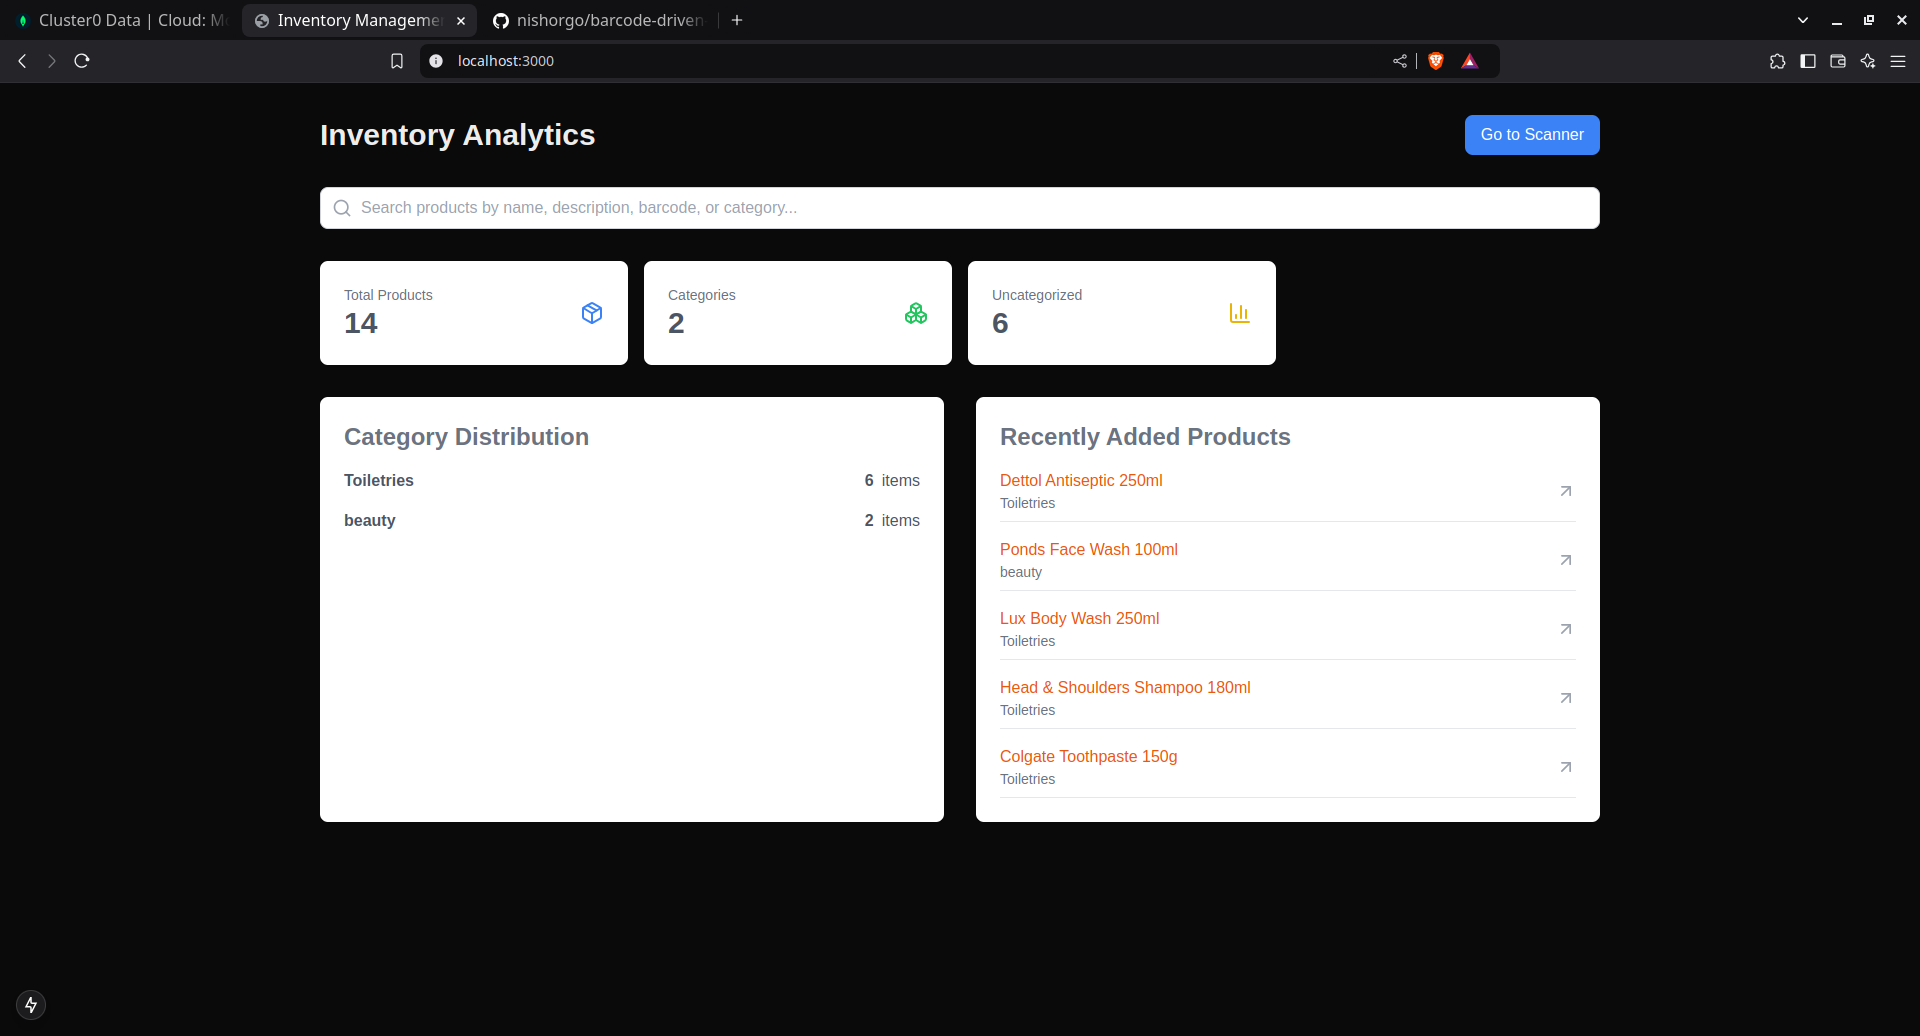 Cluster0 Data | Cloud: Mo
Inventory Managemen
nishorgo/barcode-driven-
localhost:3000
Inventory Analytics
Go to Scanner
Search products by name, description, barcode, or category...
Total Products
14
Categories
2
Uncategorized
6
Category Distribution
Toiletries 6 items
beauty 2 items
Recently Added Products
Dettol Antiseptic 250ml
Toiletries
Ponds Face Wash 100ml
beauty
Lux Body Wash 250ml
Toiletries
Head & Shoulders Shampoo 180ml
Toiletries
Colgate Toothpaste 150g
Toiletries